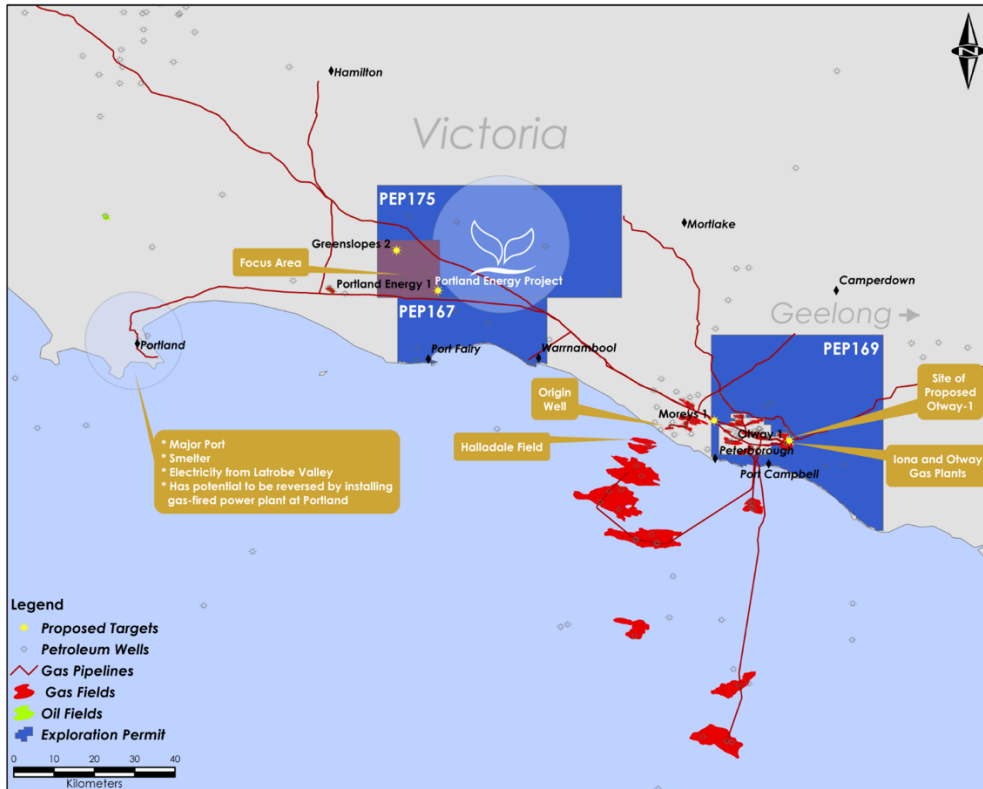 N
Hamilton
Victoria
PEP175
Mortlake
Greenslopes 2
Focus Area
Portland Energy 1
Portland Energy Project
Camperdown
PEP167
Geelong
PEP169
Portland
Port Fairy
Warrnambool
Origin
Well
Moreys 1
Site of
Proposed
Otway-1
Otway 1
Halladale Field
Peterborough
Iona and Otway
Gas Plants
Port Campbell
* Major Port
* Smelter
* Electricity from Latrobe Valley
* Has potential to be reversed by installing
gas-fired power plant at Portland
Legend
Proposed Targets
Petroleum Wells
Gas Pipelines
Gas Fields
Oil Fields
Exploration Permit
0 10 20 30 40
Kilometers